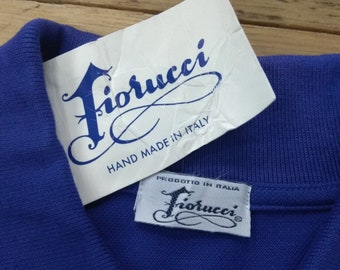 Fiorucci
HAND MADE IN ITALY
PRODOTTO IN ITALIA
Fiorucci®